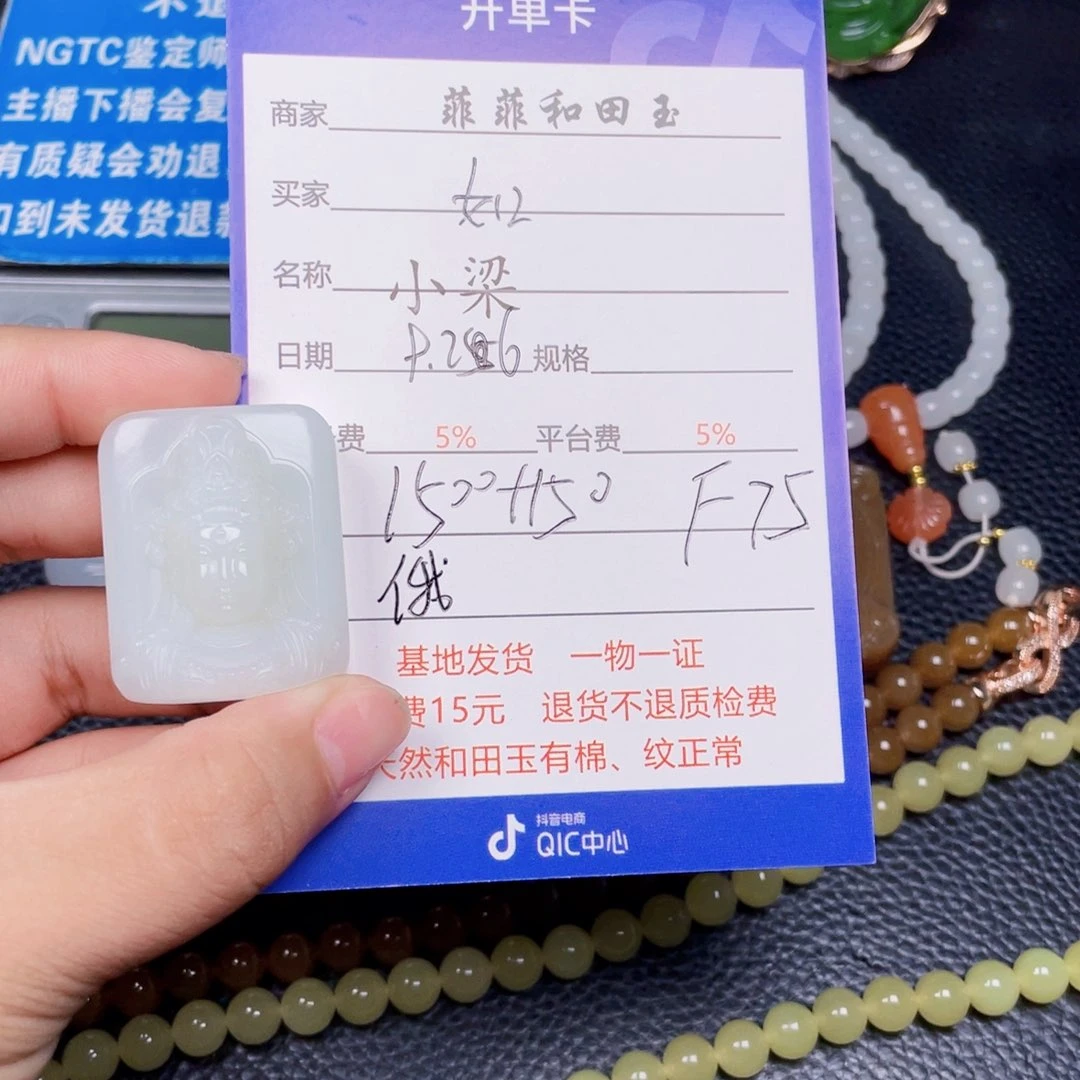 不退
NGTC鉴定师
主播下播会复
有质疑会劝退
到未发货退款
开单卡
商家 菲菲和田玉
买家
名称 小梁
日期 规格
费 5% 平台费 5%
1500+150 F75
俄
基地发货 一物一证
费15元 退货不退质检费
天然和田玉有棉、纹正常
抖音电商
QIC中心